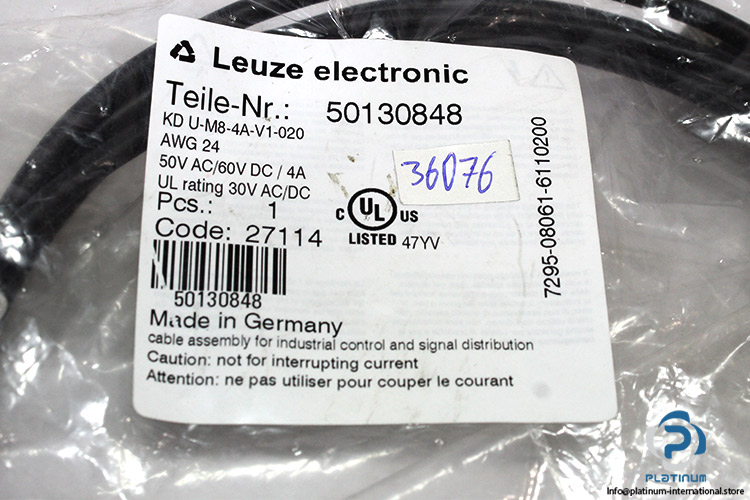 Leuze electronic
Teile-Nr.: 50130848
KD U-M8-4A-V1-020
AWG 24
50V AC/60V DC / 4A
UL rating 30V AC/DC
36076
Pcs.: 1
Code: 27114
C UL US
LISTED 47YV
50130848
7295-08061-6110200
Made in Germany
cable assembly for industrial control and signal distribution
Caution: not for interrupting current
Attention: ne pas utiliser pour couper le courant
PLATINUM
info@platinum-international.store